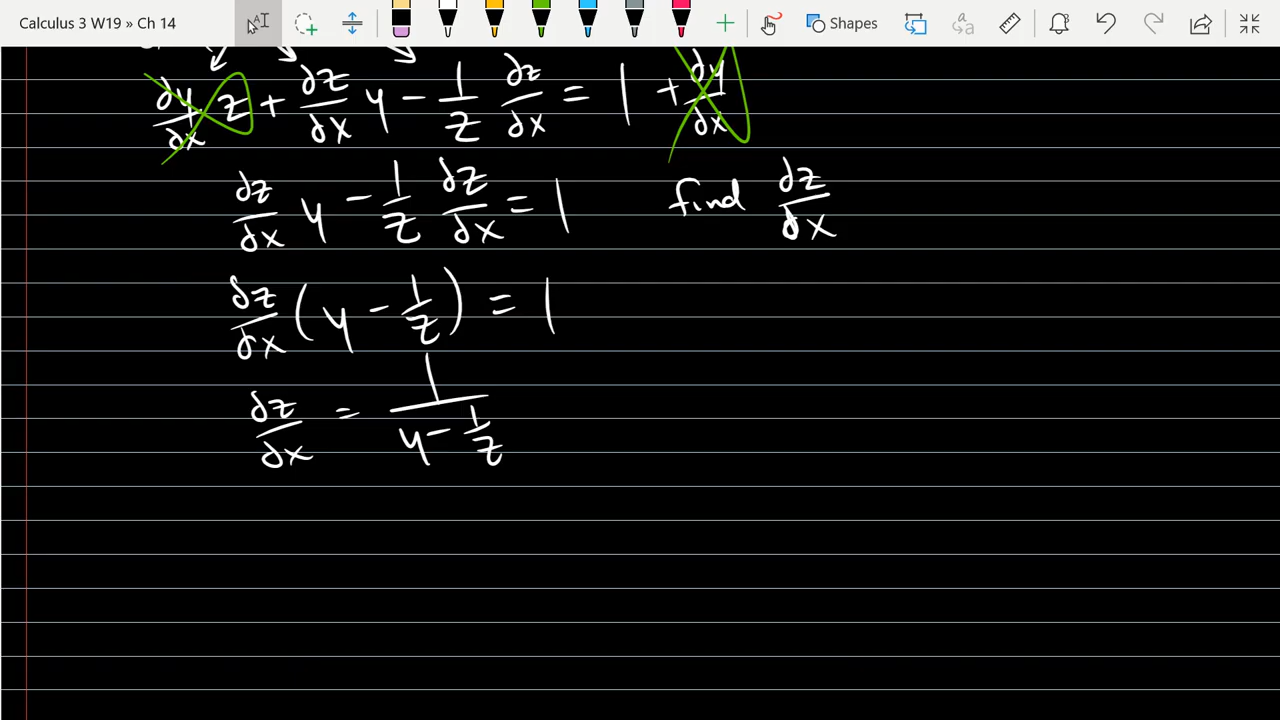 Calculus 3 W19 » Ch 14 Shapes
∂y/∂x z + ∂z/∂x y − 1/z ∂z/∂x = 1 + ∂y/∂x
∂z/∂x y − 1/z ∂z/∂x = 1 find ∂z/∂x
∂z/∂x (y − 1/z) = 1
∂z/∂x = 1/(y − 1/z)